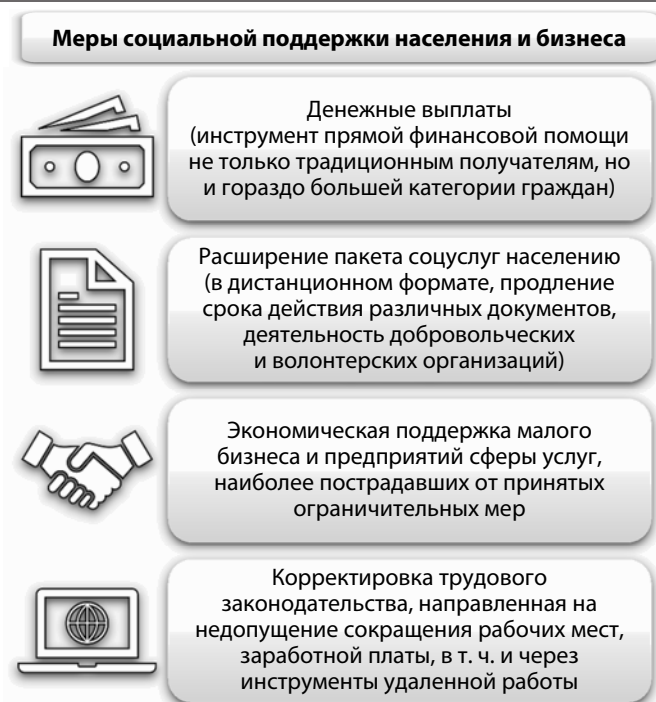 Меры социальной поддержки населения и бизнеса
Денежные выплаты
(инструмент прямой финансовой помощи
не только традиционным получателям, но
и гораздо большей категории граждан)
Расширение пакета соцуслуг населению
(в дистанционном формате, продление
срока действия различных документов,
деятельность добровольческих
и волонтерских организаций)
Экономическая поддержка малого
бизнеса и предприятий сферы услуг,
наиболее пострадавших от принятых
ограничительных мер
Корректировка трудового
законодательства, направленная на
недопущение сокращения рабочих мест,
заработной платы, в т. ч. и через
инструменты удаленной работы